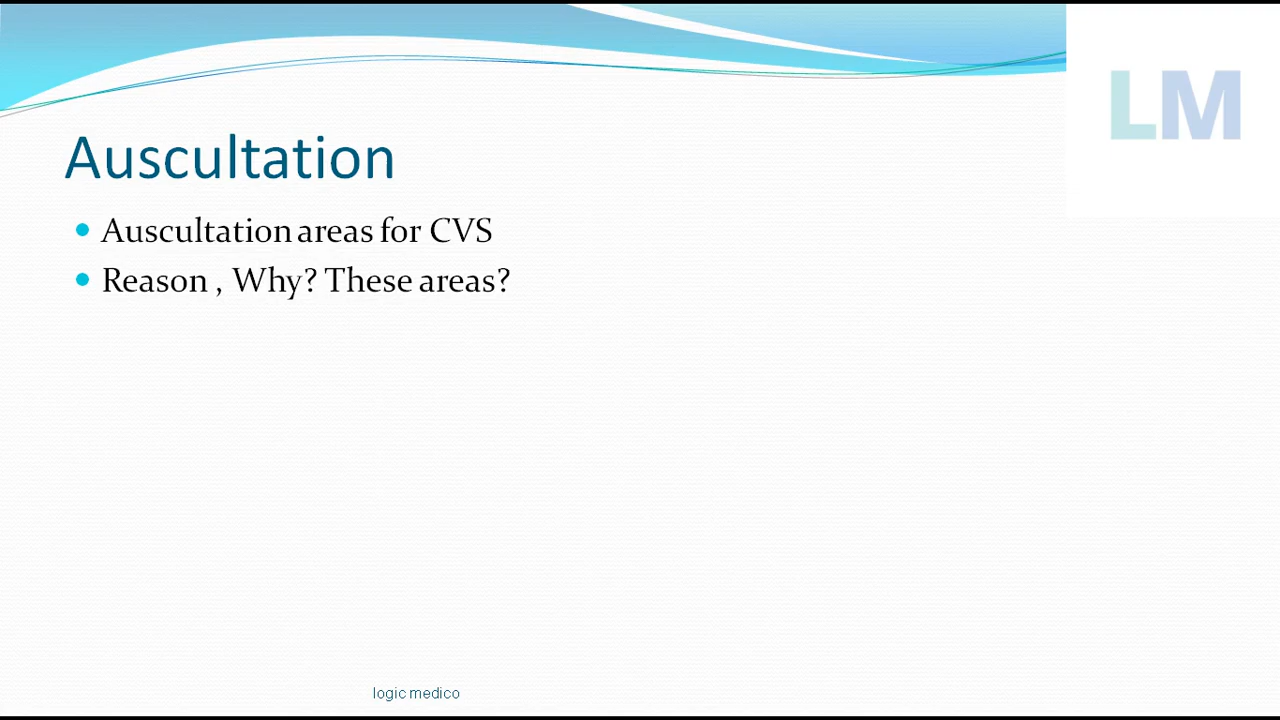 LM
Auscultation
Auscultation areas for CVS
Reason , Why? These areas?
logic medico